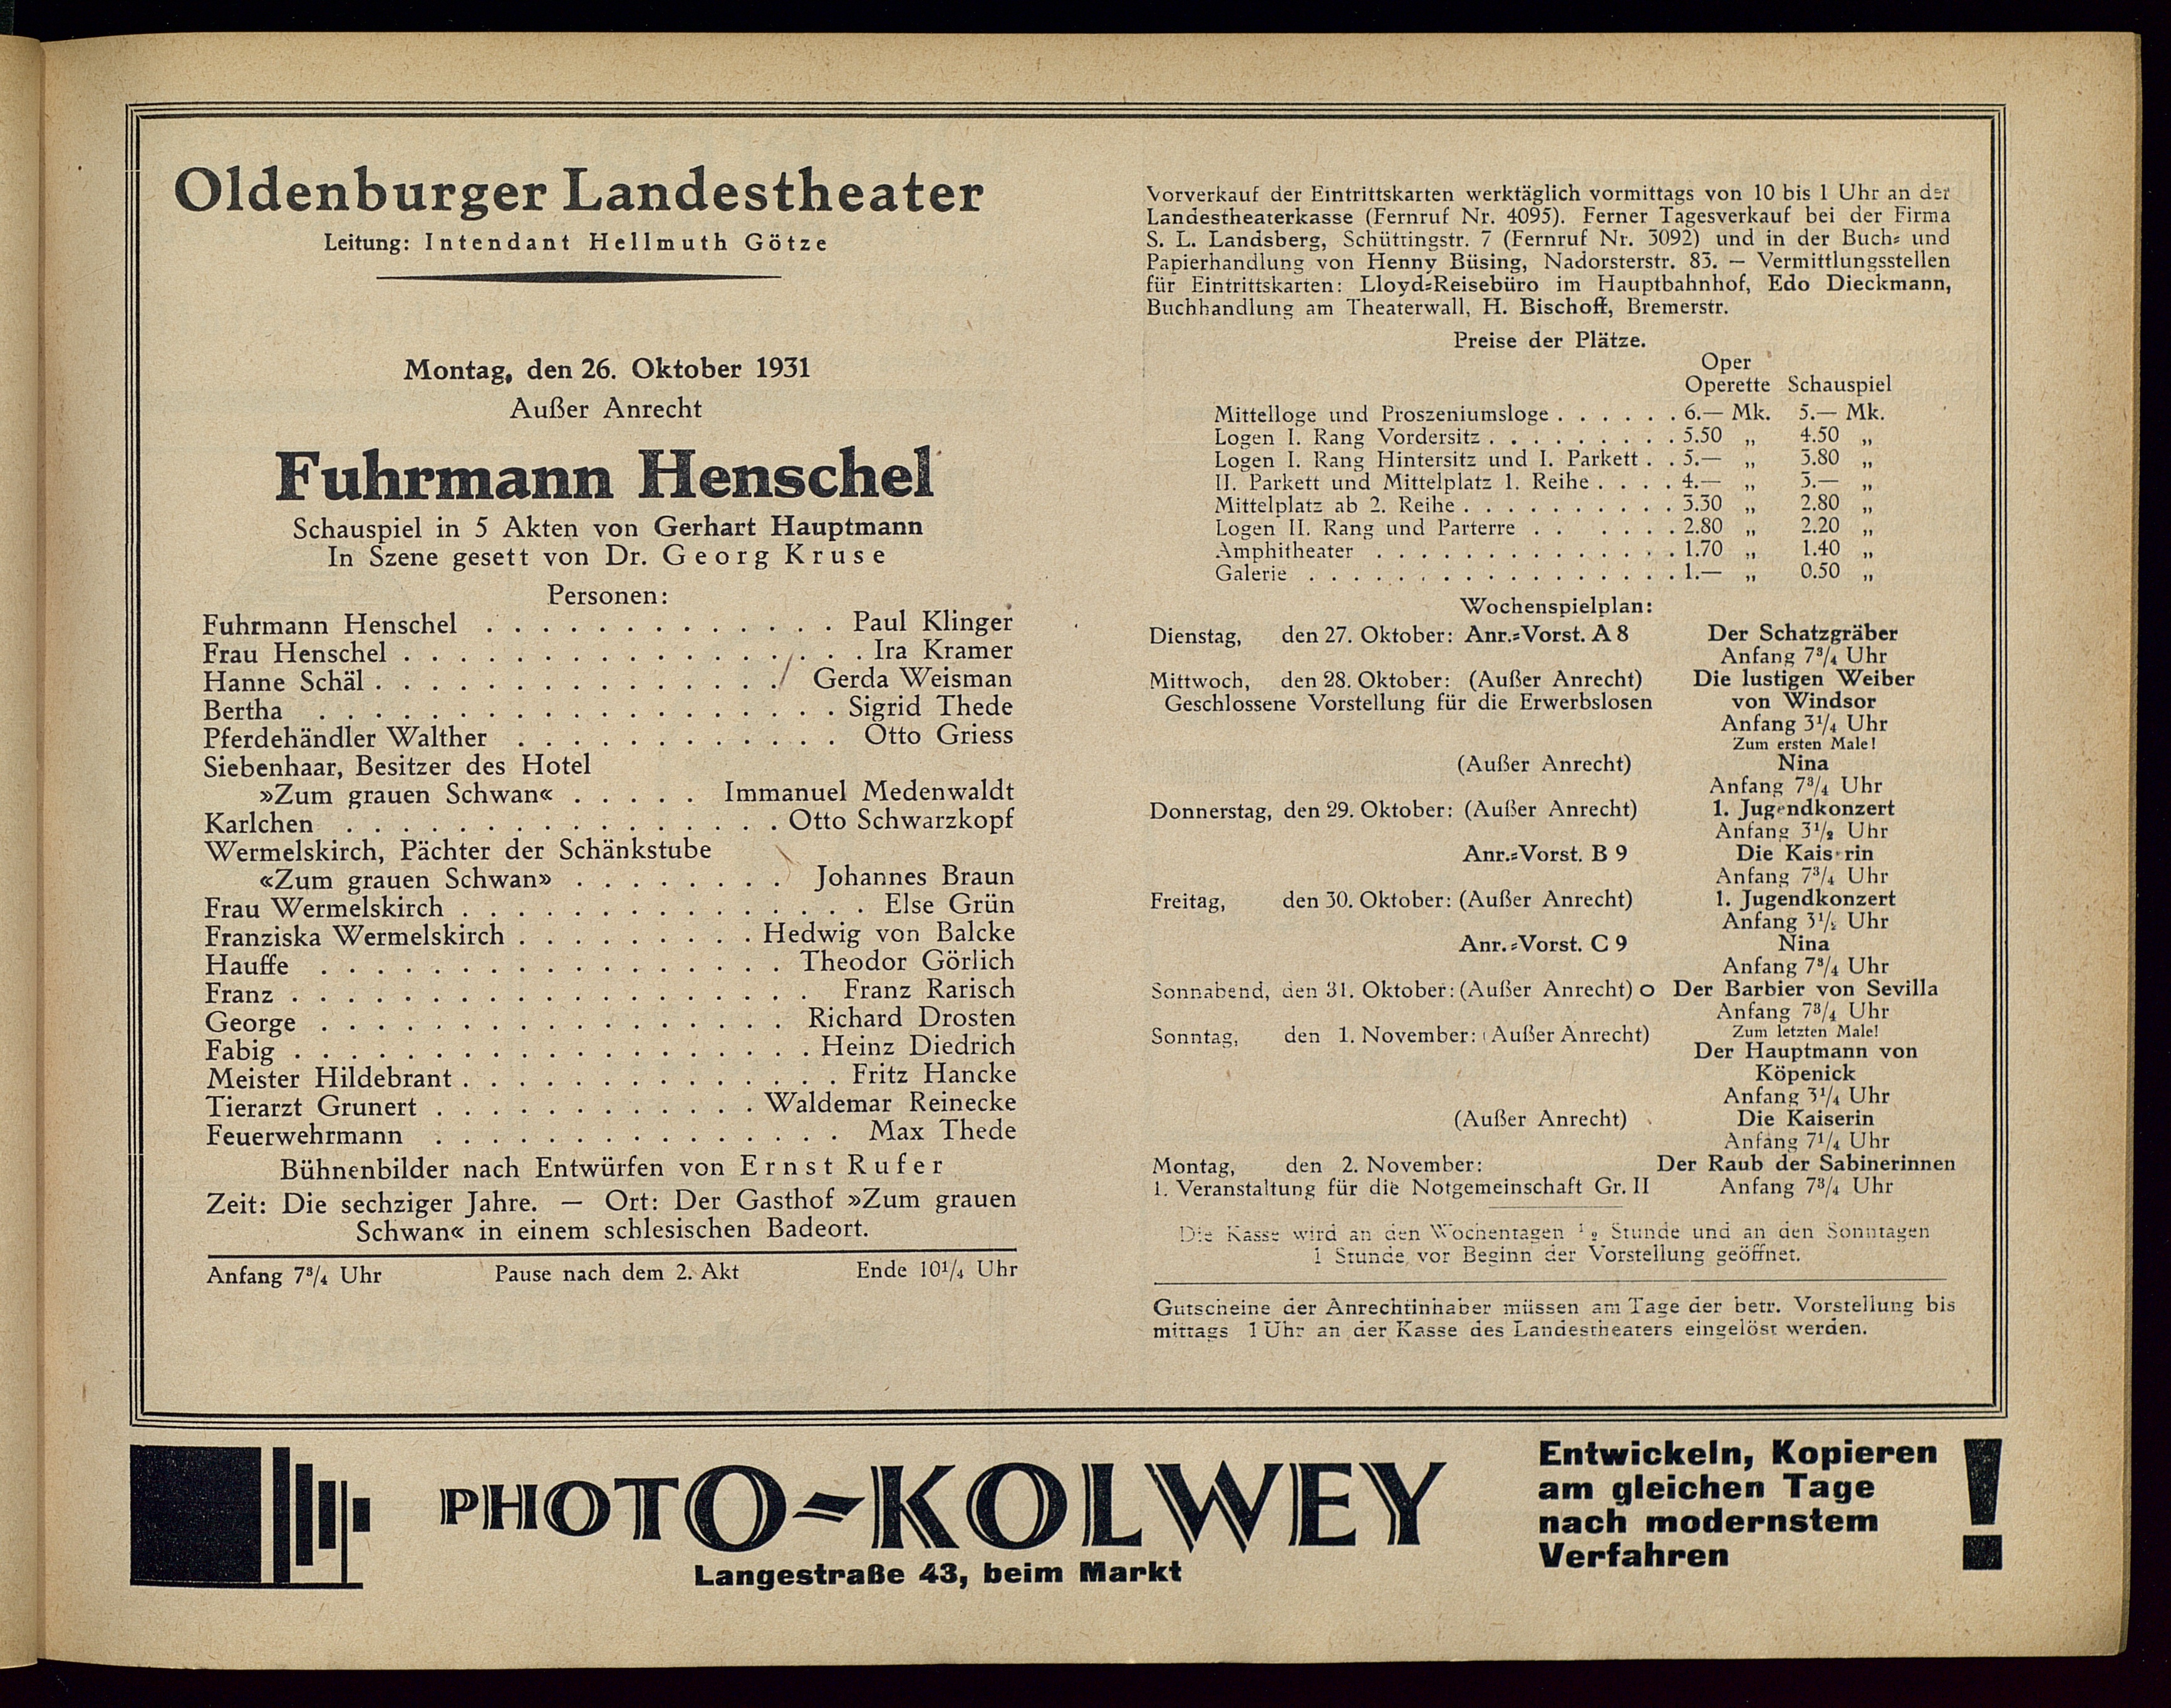 Oldenburger Landestheater
Leitung: Intendant Hellmuth Götze
Montag, den 26. Oktober 1931
Außer Anrecht
Fuhrmann Henschel
Schauspiel in 5 Akten von Gerhart Hauptmann
In Szene gesett von Dr. Georg Kruse
Personen:
Fuhrmann Henschel . . . . . . . . . . . . . Paul Klinger
Frau Henschel . . . . . . . . . . . . . . . . . Ira Kramer
Hanne Schäl . . . . . . . . . . . . . . . Gerda Weisman
Bertha . . . . . . . . . . . . . . . . . . . Sigrid Thede
Pferdehändler Walther . . . . . . . . . . . . Otto Griess
Siebenhaar, Besitzer des Hotel
»Zum grauen Schwan« . . . . . Immanuel Medenwaldt
Karlchen . . . . . . . . . . . . . . . . Otto Schwarzkopf
Wermelskirch, Pächter der Schänkstube
«Zum grauen Schwan» . . . . . . . . Johannes Braun
Frau Wermelskirch . . . . . . . . . . . . . . . Else Grün
Franziska Wermelskirch . . . . . . . . . Hedwig von Balcke
Hauffe . . . . . . . . . . . . . . . . . Theodor Görlich
Franz . . . . . . . . . . . . . . . . . . . Franz Rarisch
George . . . . . . . . . . . . . . . . . Richard Drosten
Fabig . . . . . . . . . . . . . . . . . . . Heinz Diedrich
Meister Hildebrant . . . . . . . . . . . . . . Fritz Hancke
Tierarzt Grunert . . . . . . . . . . . . Waldemar Reinecke
Feuerwehrmann . . . . . . . . . . . . . . . Max Thede
Bühnenbilder nach Entwürfen von Ernst Rufer
Zeit: Die sechziger Jahre. — Ort: Der Gasthof »Zum grauen
Schwan« in einem schlesischen Badeort.
Anfang 7¾ Uhr Pause nach dem 2. Akt Ende 10¼ Uhr
Vorverkauf der Eintrittskarten werktäglich vormittags von 10 bis 1 Uhr an der
Landestheaterkasse (Fernruf Nr. 4095). Ferner Tagesverkauf bei der Firma
S. L. Landsberg, Schüttingstr. 7 (Fernruf Nr. 3092) und in der Buch- und
Papierhandlung von Henny Büsing, Nadorsterstr. 83. — Vermittlungsstellen
für Eintrittskarten: Lloyd-Reisebüro im Hauptbahnhof, Edo Dieckmann,
Buchhandlung am Theaterwall, H. Bischoff, Bremerstr.
Preise der Plätze.
Oper
Operette Schauspiel
Mittelloge und Proszeniumsloge . . . . . . 6.— Mk. 5.— Mk.
Logen I. Rang Vordersitz . . . . . . . . . 5.50 „ 4.50 „
Logen I. Rang Hintersitz und I. Parkett . . 5.— „ 3.80 „
II. Parkett und Mittelplatz 1. Reihe . . . . 4.— „ 3.— „
Mittelplatz ab 2. Reihe . . . . . . . . . . 3.30 „ 2.80 „
Logen II. Rang und Parterre . . . . . . 2.80 „ 2.20 „
Amphitheater . . . . . . . . . . . . . . 1.70 „ 1.40 „
Galerie . . . . . . . . . . . . . . . . . 1.— „ 0.50 „
Wochenspielplan:
Dienstag, den 27. Oktober: Anr.-Vorst. A 8 Der Schatzgräber
Anfang 7¾ Uhr
Mittwoch, den 28. Oktober: (Außer Anrecht) Die lustigen Weiber
Geschlossene Vorstellung für die Erwerbslosen von Windsor
Anfang 3¼ Uhr
Zum ersten Male!
(Außer Anrecht) Nina
Anfang 7¾ Uhr
Donnerstag, den 29. Oktober: (Außer Anrecht) 1. Jugendkonzert
Anfang 3½ Uhr
Anr.-Vorst. B 9 Die Kaiserin
Anfang 7¾ Uhr
Freitag, den 30. Oktober: (Außer Anrecht) 1. Jugendkonzert
Anfang 3½ Uhr
Anr.-Vorst. C 9 Nina
Anfang 7¾ Uhr
Sonnabend, den 31. Oktober: (Außer Anrecht) o Der Barbier von Sevilla
Anfang 7¾ Uhr
Zum letzten Male!
Sonntag, den 1. November: (Außer Anrecht)
Der Hauptmann von
Köpenick
Anfang 3¼ Uhr
(Außer Anrecht) Die Kaiserin
Anfang 7¼ Uhr
Montag, den 2. November: Der Raub der Sabinerinnen
1. Veranstaltung für die Notgemeinschaft Gr. II Anfang 7¾ Uhr
Die Kasse wird an den Wochentagen ½ Stunde und an den Sonntagen
1 Stunde vor Beginn der Vorstellung geöffnet.
Gutscheine der Anrechtinhaber müssen am Tage der betr. Vorstellung bis
mittags 1 Uhr an der Kasse des Landestheaters eingelöst werden.
PHOTO-KOLWEY
Langestraße 43, beim Markt
Entwickeln, Kopieren
am gleichen Tage
nach modernstem
Verfahren !